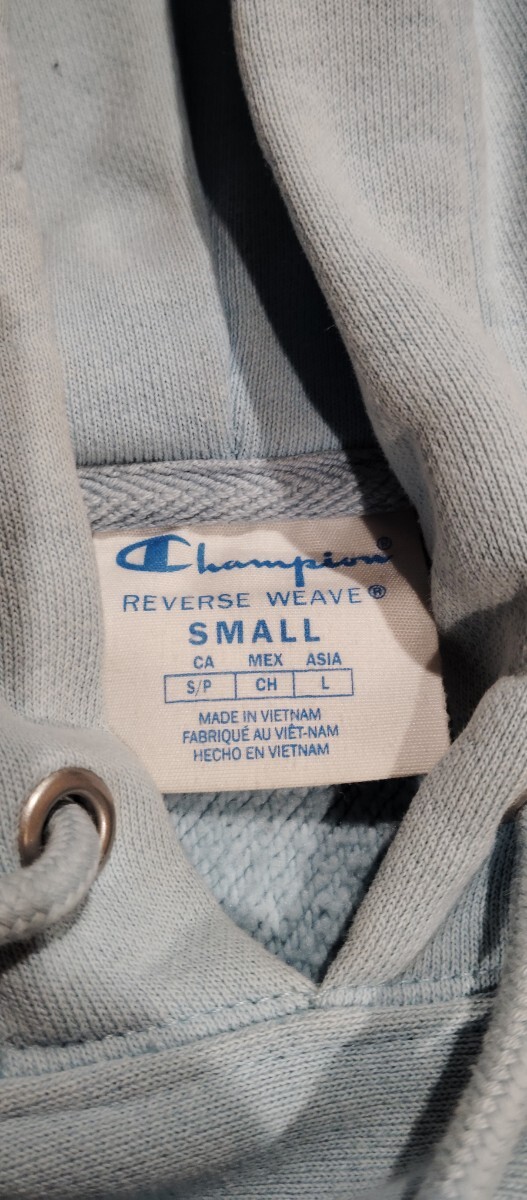 Champion®
REVERSE WEAVE®
SMALL
CA MEX ASIA
S/P CH L
MADE IN VIETNAM
FABRIQUÉ AU VIÊT-NAM
HECHO EN VIETNAM